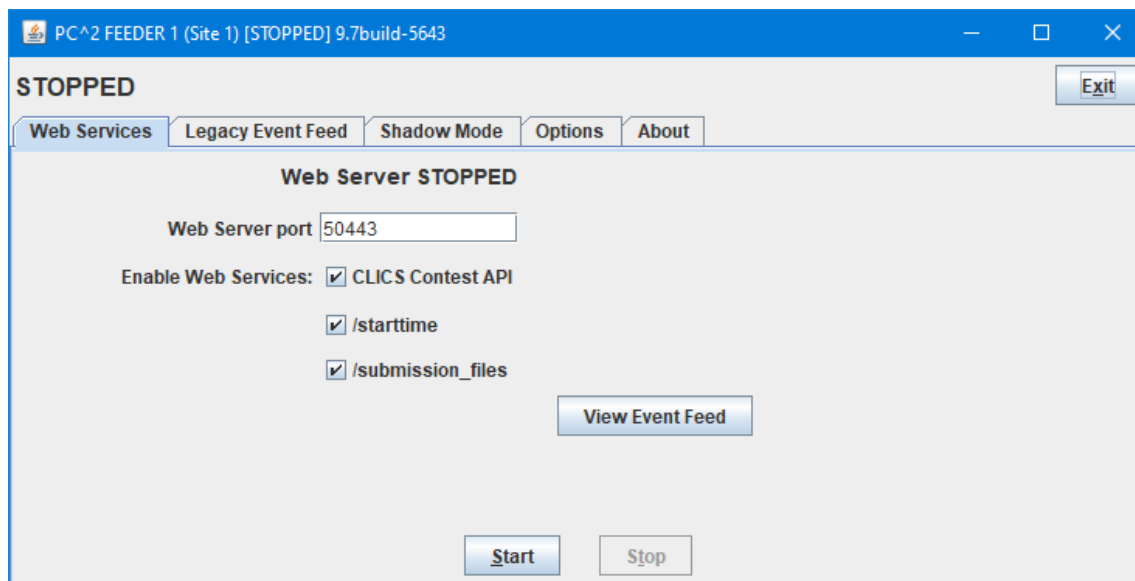 PC^2 FEEDER 1 (Site 1) [STOPPED] 9.7build-5643
STOPPED Exit
Web Services Legacy Event Feed Shadow Mode Options About
Web Server STOPPED
Web Server port 50443
Enable Web Services: CLICS Contest API
/starttime
/submission_files
View Event Feed
Start Stop